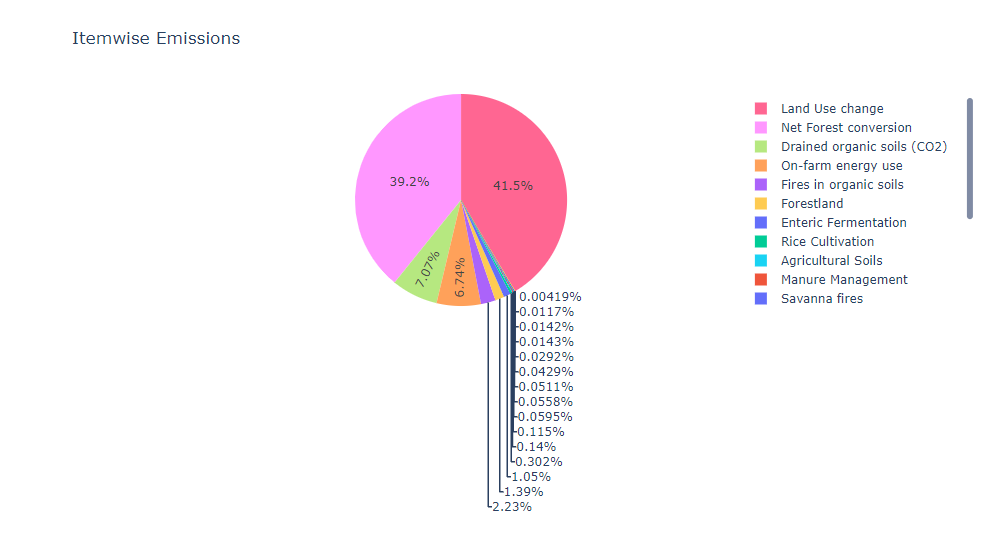 Itemwise Emissions
41.5%
39.2%
7.07%
6.74%
0.00419%
0.0117%
0.0142%
0.0143%
0.0292%
0.0429%
0.0511%
0.0558%
0.0595%
0.115%
0.14%
0.302%
1.05%
1.39%
2.23%
Land Use change
Net Forest conversion
Drained organic soils (CO2)
On-farm energy use
Fires in organic soils
Forestland
Enteric Fermentation
Rice Cultivation
Agricultural Soils
Manure Management
Savanna fires